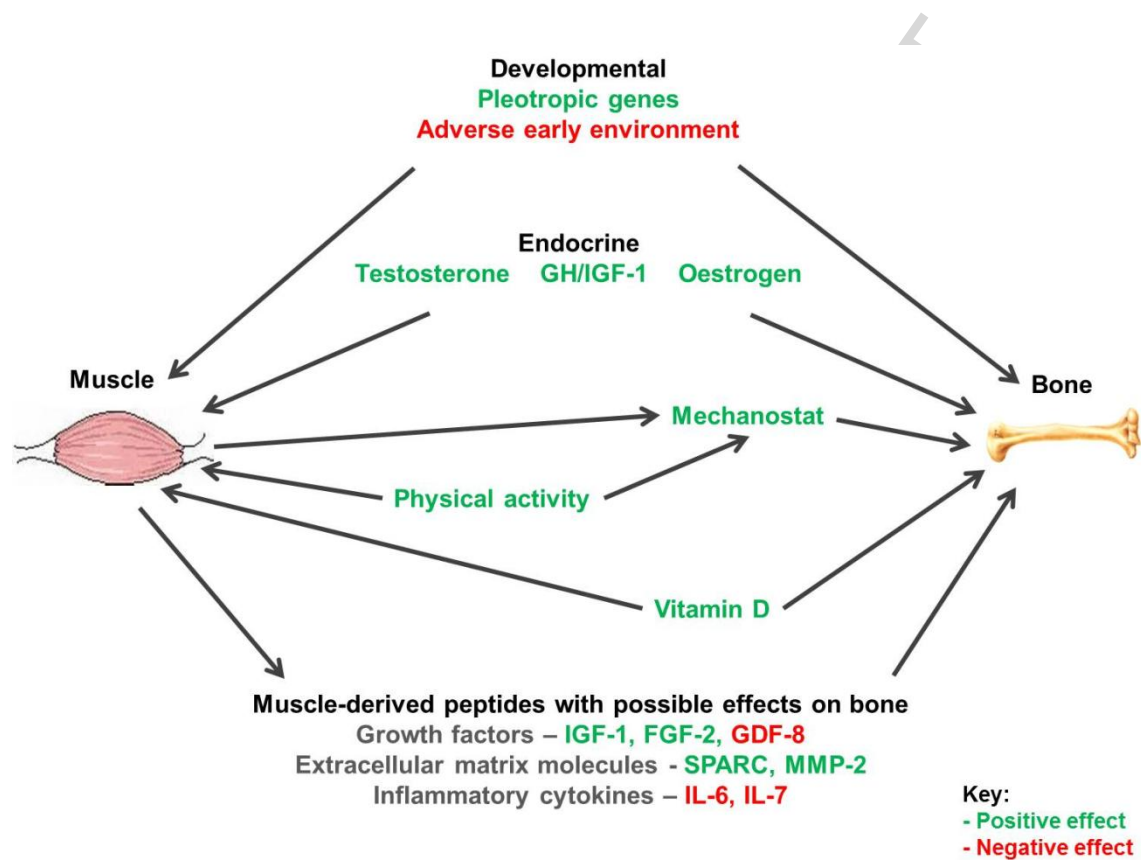 Developmental
Pleotropic genes
Adverse early environment
Endocrine
Testosterone GH/IGF-1 Oestrogen
Muscle
Bone
Mechanostat
Physical activity
Vitamin D
Muscle-derived peptides with possible effects on bone
Growth factors – IGF-1, FGF-2, GDF-8
Extracellular matrix molecules - SPARC, MMP-2
Inflammatory cytokines – IL-6, IL-7
Key:
- Positive effect
- Negative effect